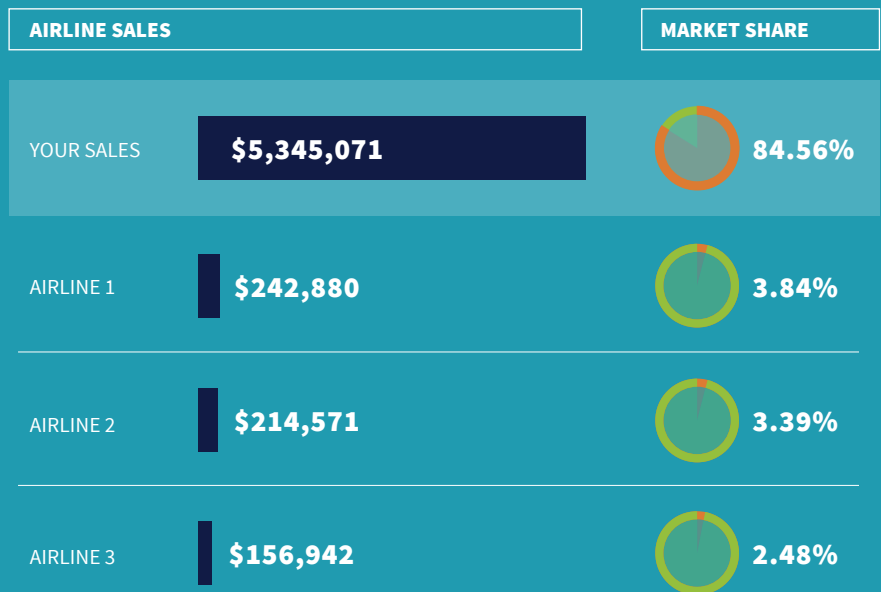 AIRLINE SALES
MARKET SHARE
YOUR SALES $5,345,071 84.56%
AIRLINE 1 $242,880 3.84%
AIRLINE 2 $214,571 3.39%
AIRLINE 3 $156,942 2.48%